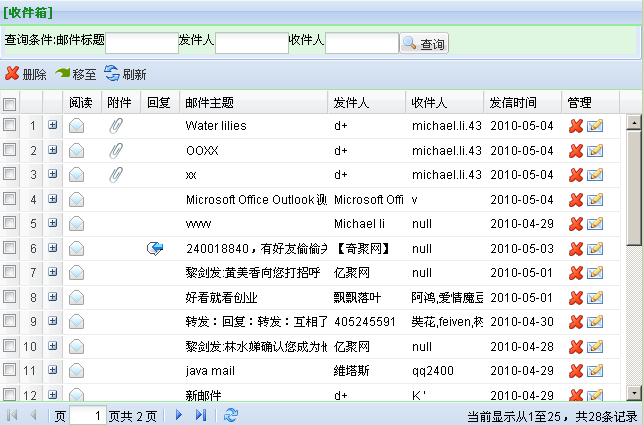 [收件箱]
查询条件:邮件标题 发件人 收件人 查询
删除 移至 刷新
阅读 附件 回复 邮件主题 发件人 收件人 发信时间 管理
1 Water lilies d+ michael.li.43 2010-05-04
2 OOXX d+ michael.li.43 2010-05-04
3 xx d+ michael.li.43 2010-05-04
4 Microsoft Office Outlook 测 Microsoft Offi v 2010-05-04
5 vvvv Michael li null 2010-04-29
6 240018840，有好友偷偷 【奇聚网】 null 2010-05-03
7 黎剑发:黄美香向您打招呼 亿聚网 null 2010-05-01
8 好看就看创业 飘飘落叶 阿鸿,爱情魔豆 2010-05-01
9 转发：回复：转发：互相了 405245591 feiven, 2010-04-30
10 黎剑发:林水婵确认您成为 亿聚网 null 2010-04-28
11 java mail 维塔斯 qq2400 2010-04-29
12 新邮件 d+ K ' 2010-04-29
页 1 页共 2 页 当前显示从1至25，共28条记录